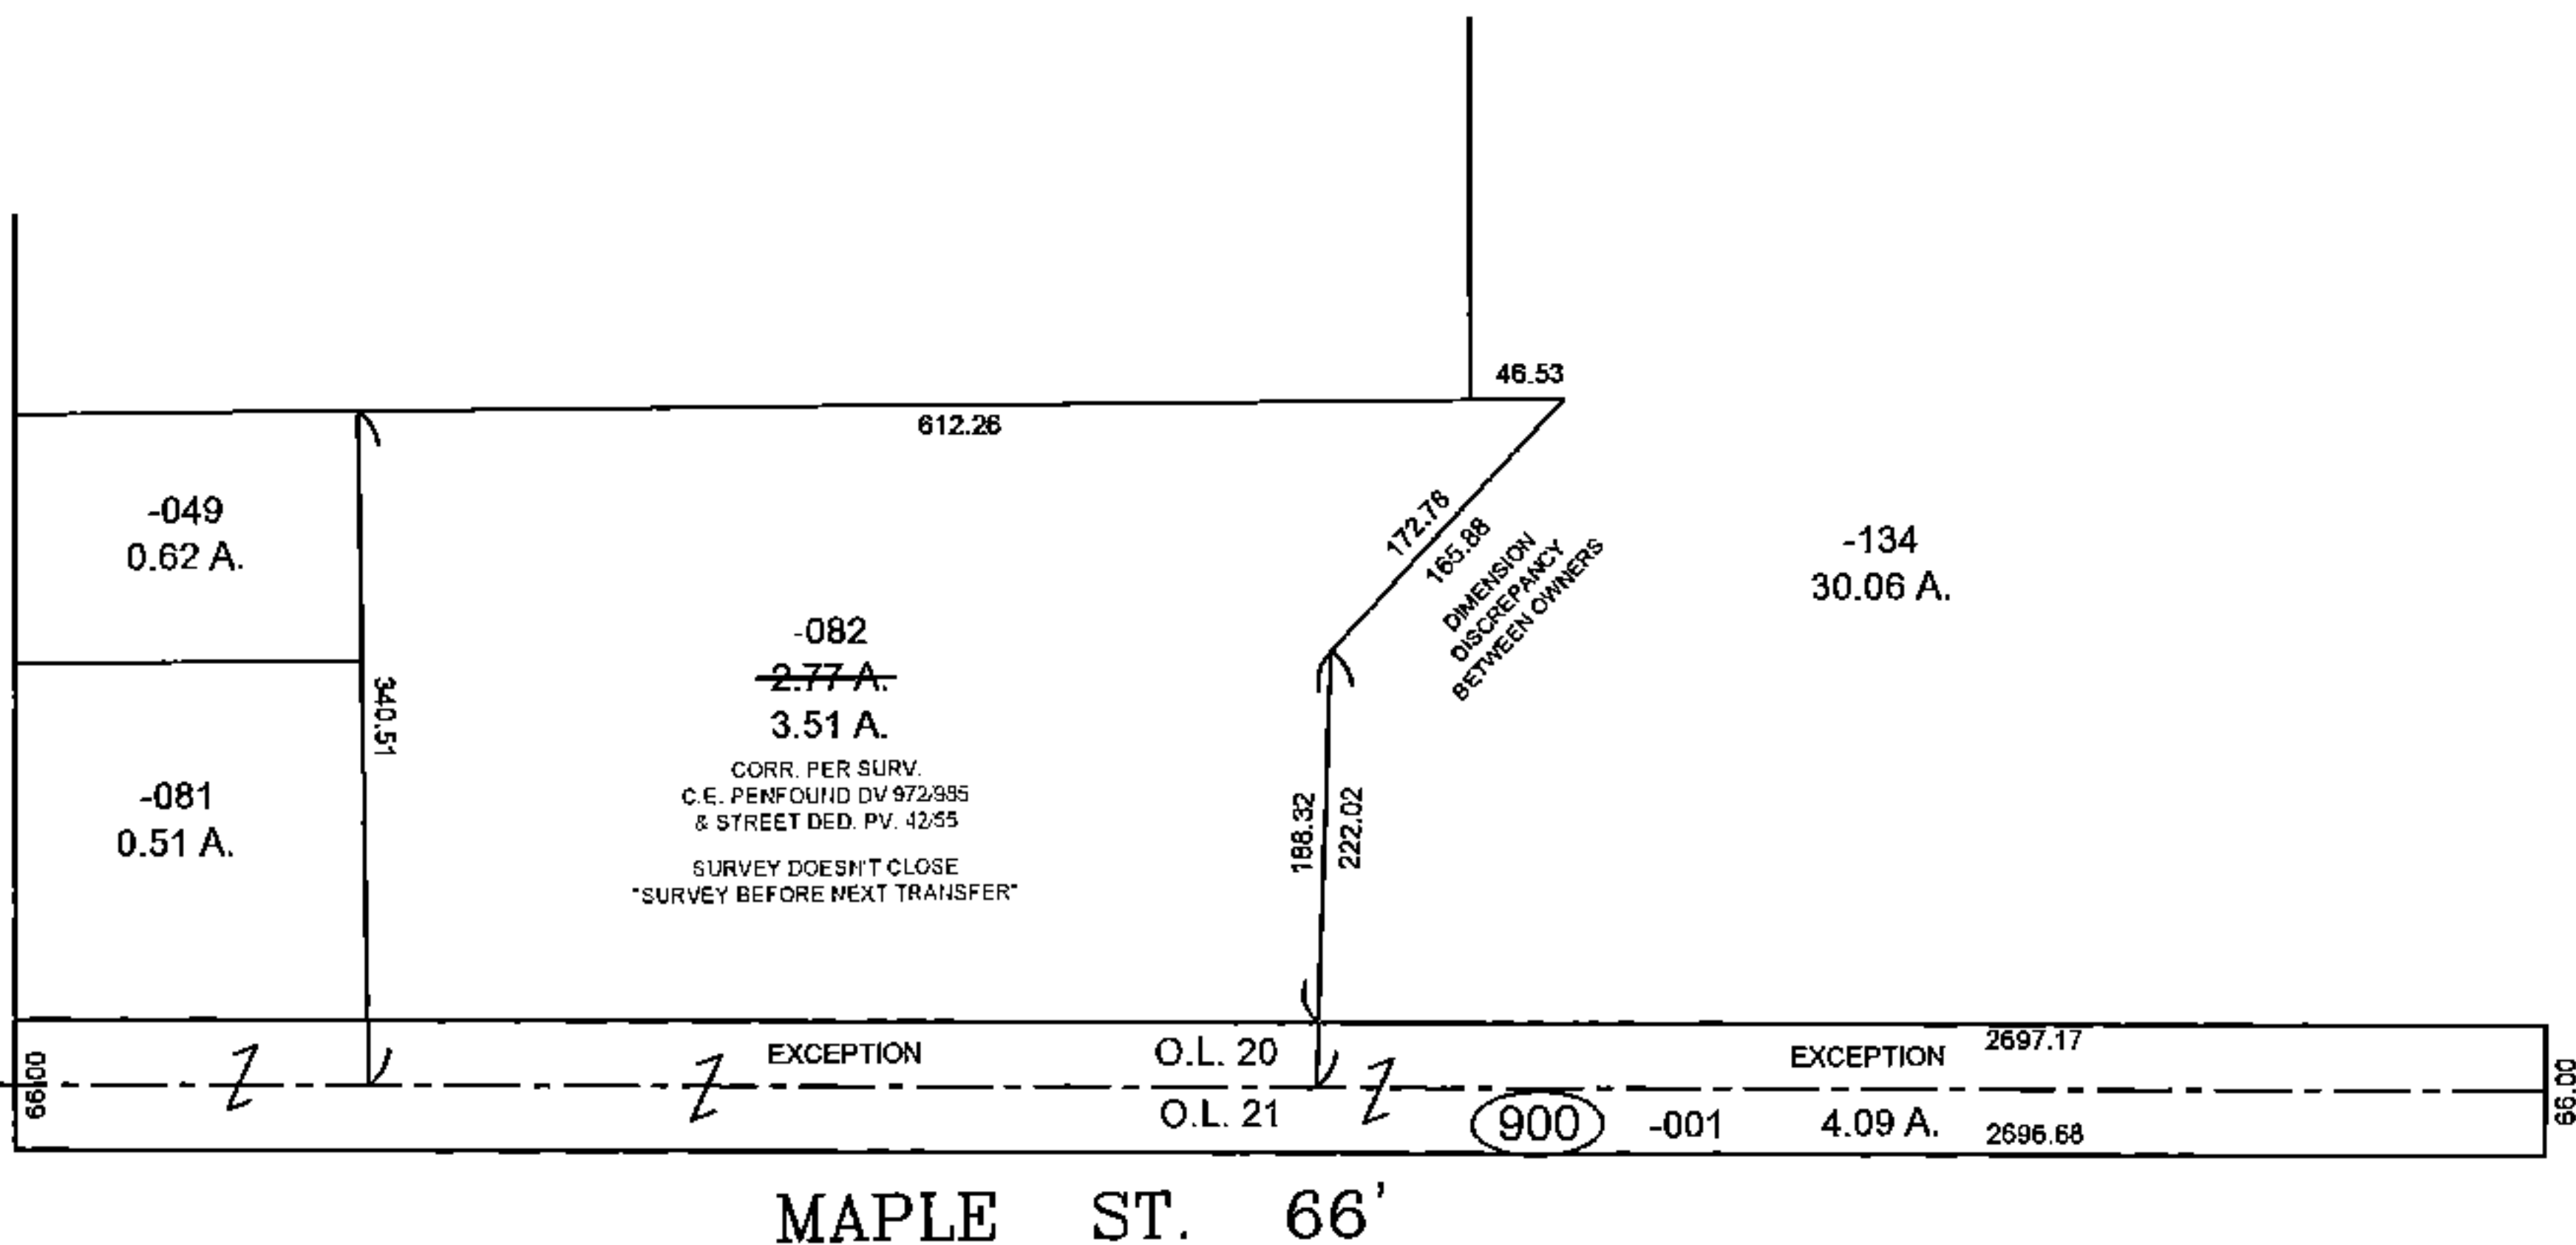 46.53
612.26
-049
0.62 A.
172.76
165.88
DIMENSION
DISCREPANCY
BETWEEN OWNERS
-134
30.06 A.
-082
2.77 A.
3.51 A.
340.51
CORR. PER SURV.
C.E. PENFOUND DV 972/985
& STREET DED. PV. 42/55
SURVEY DOESN'T CLOSE
"SURVEY BEFORE NEXT TRANSFER"
-081
0.51 A.
188.32
222.02
66.00
EXCEPTION
O.L. 20
EXCEPTION
2697.17
O.L. 21
900
-001
4.09 A.
2696.68
66.00
MAPLE ST. 66'